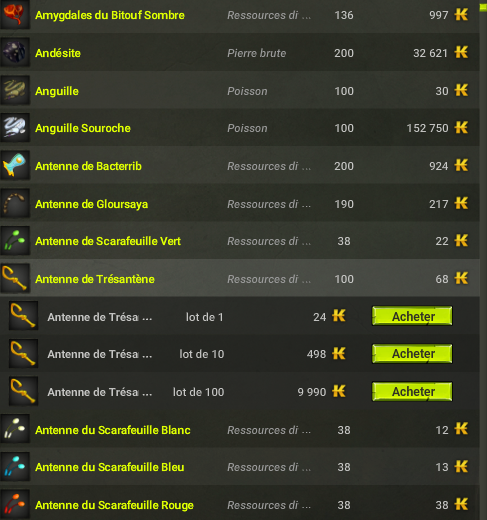 Amygdales du Bitouf Sombre Ressources di ... 136 997
Andésite Pierre brute 200 32 621
Anguille Poisson 100 30
Anguille Souroche Poisson 100 152 750
Antenne de Bacterrib Ressources di ... 200 924
Antenne de Gloursaya Ressources di ... 190 217
Antenne de Scarafeuille Vert Ressources di ... 38 22
Antenne de Trésantène Ressources di ... 100 68
Antenne de Trésa ... lot de 1 24 Acheter
Antenne de Trésa ... lot de 10 498 Acheter
Antenne de Trésa ... lot de 100 9 990 Acheter
Antenne du Scarafeuille Blanc Ressources di ... 38 12
Antenne du Scarafeuille Bleu Ressources di ... 38 13
Antenne du Scarafeuille Rouge Ressources di ... 38 38